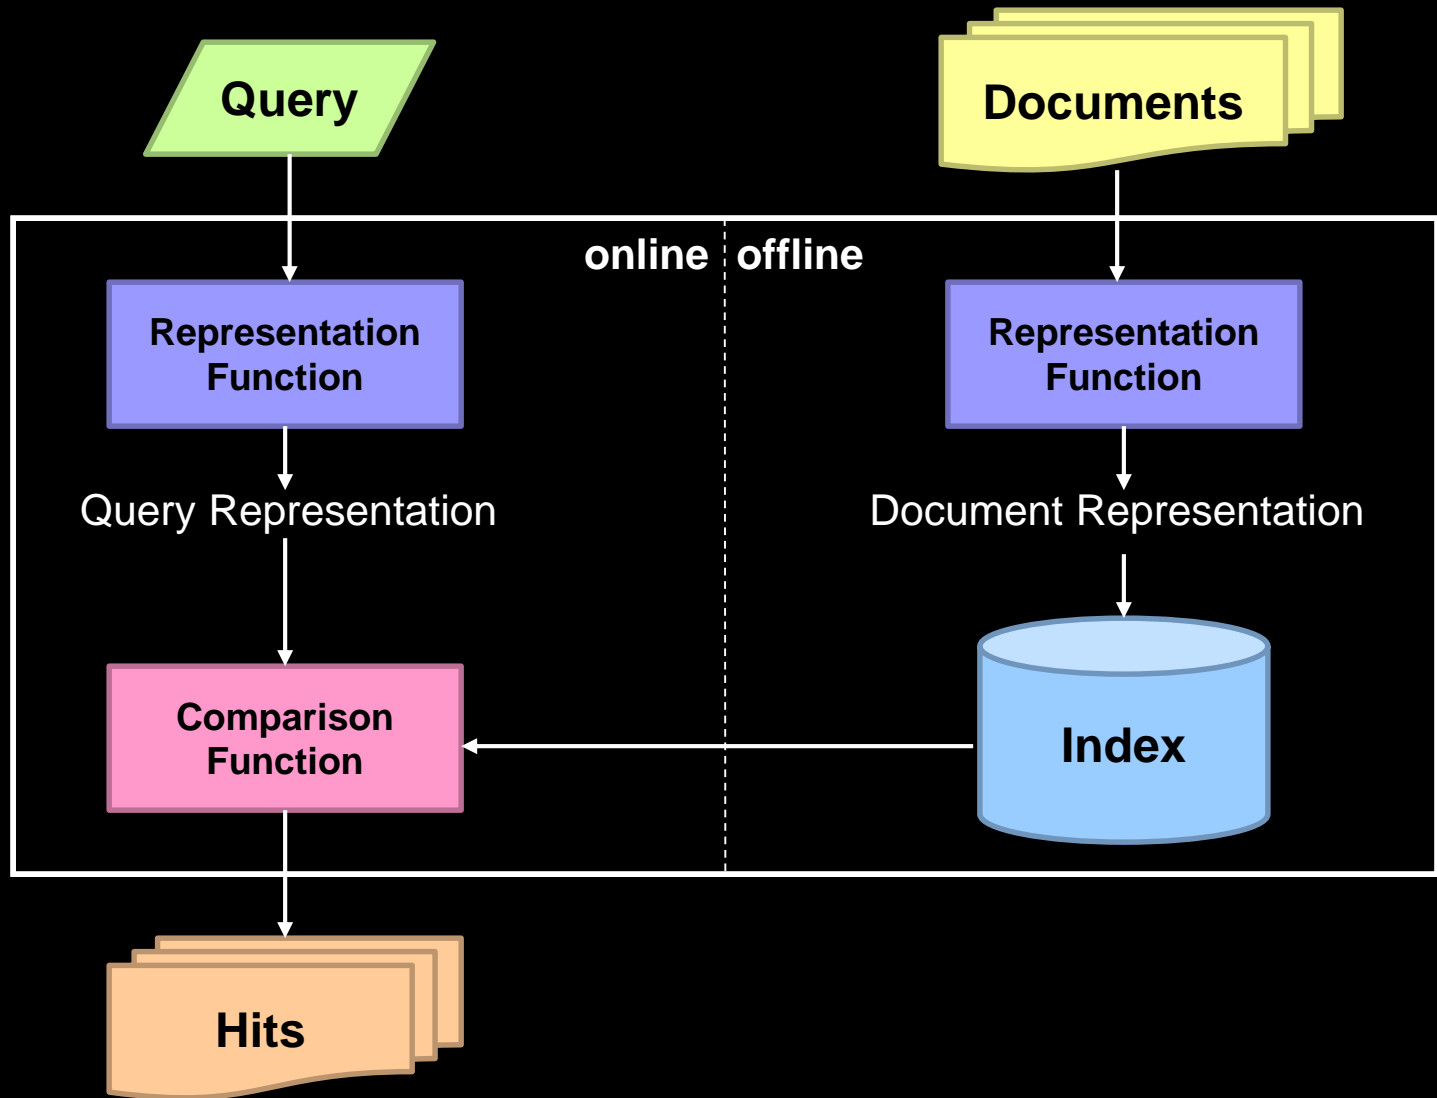 Query
Documents
online offline
Representation
Function
Representation
Function
Query Representation
Document Representation
Comparison
Function
Index
Hits